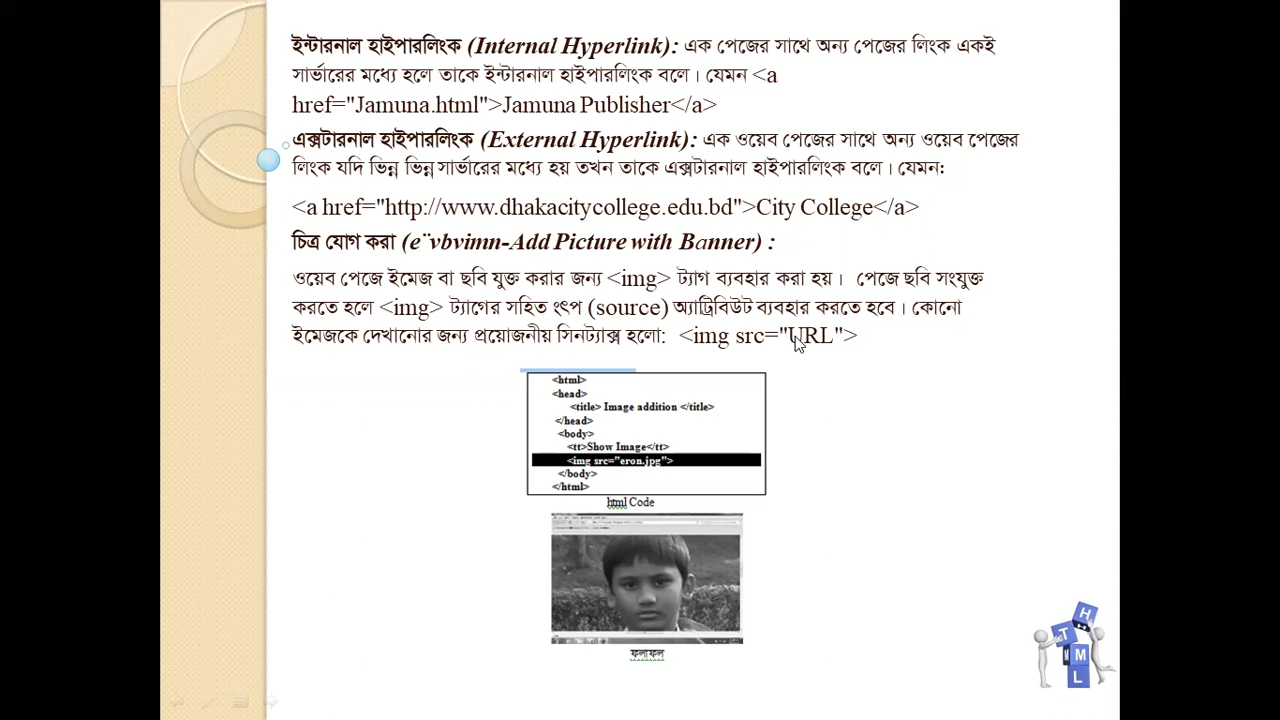 ইন্টারনাল হাইপারলিংক (Internal Hyperlink): এক পেজের সাথে অন্য পেজের লিংক একই
সার্ভারের মধ্যে হলে তাকে ইন্টারনাল হাইপারলিংক বলে। যেমন <a
href="Jamuna.html">Jamuna Publisher</a>
এক্সটারনাল হাইপারলিংক (External Hyperlink): এক ওয়েব পেজের সাথে অন্য ওয়েব পেজের
লিংক যদি ভিন্ন ভিন্ন সার্ভারের মধ্যে হয় তখন তাকে এক্সটারনাল হাইপারলিংক বলে। যেমন:
<a href="http://www.dhakacitycollege.edu.bd">City College</a>
চিত্র যোগ করা (e¨vbvimn-Add Picture with Banner) :
ওয়েব পেজে ইমেজ বা ছবি যুক্ত করার জন্য <img> ট্যাগ ব্যবহার করা হয়। পেজে ছবি সংযুক্ত
করতে হলে <img> ট্যাগের সহিত ংৎপ (source) অ্যাট্রিবিউট ব্যবহার করতে হবে। কোনো
ইমেজকে দেখানোর জন্য প্রয়োজনীয় সিনট্যাক্স হলো: <img src="URL">
<html>
<head>
<title> Image addition </title>
</head>
<body>
<tt>Show Image</tt>
<img src="eron.jpg">
</body>
</html>
html Code
ফলাফল
H
T H
M M
L